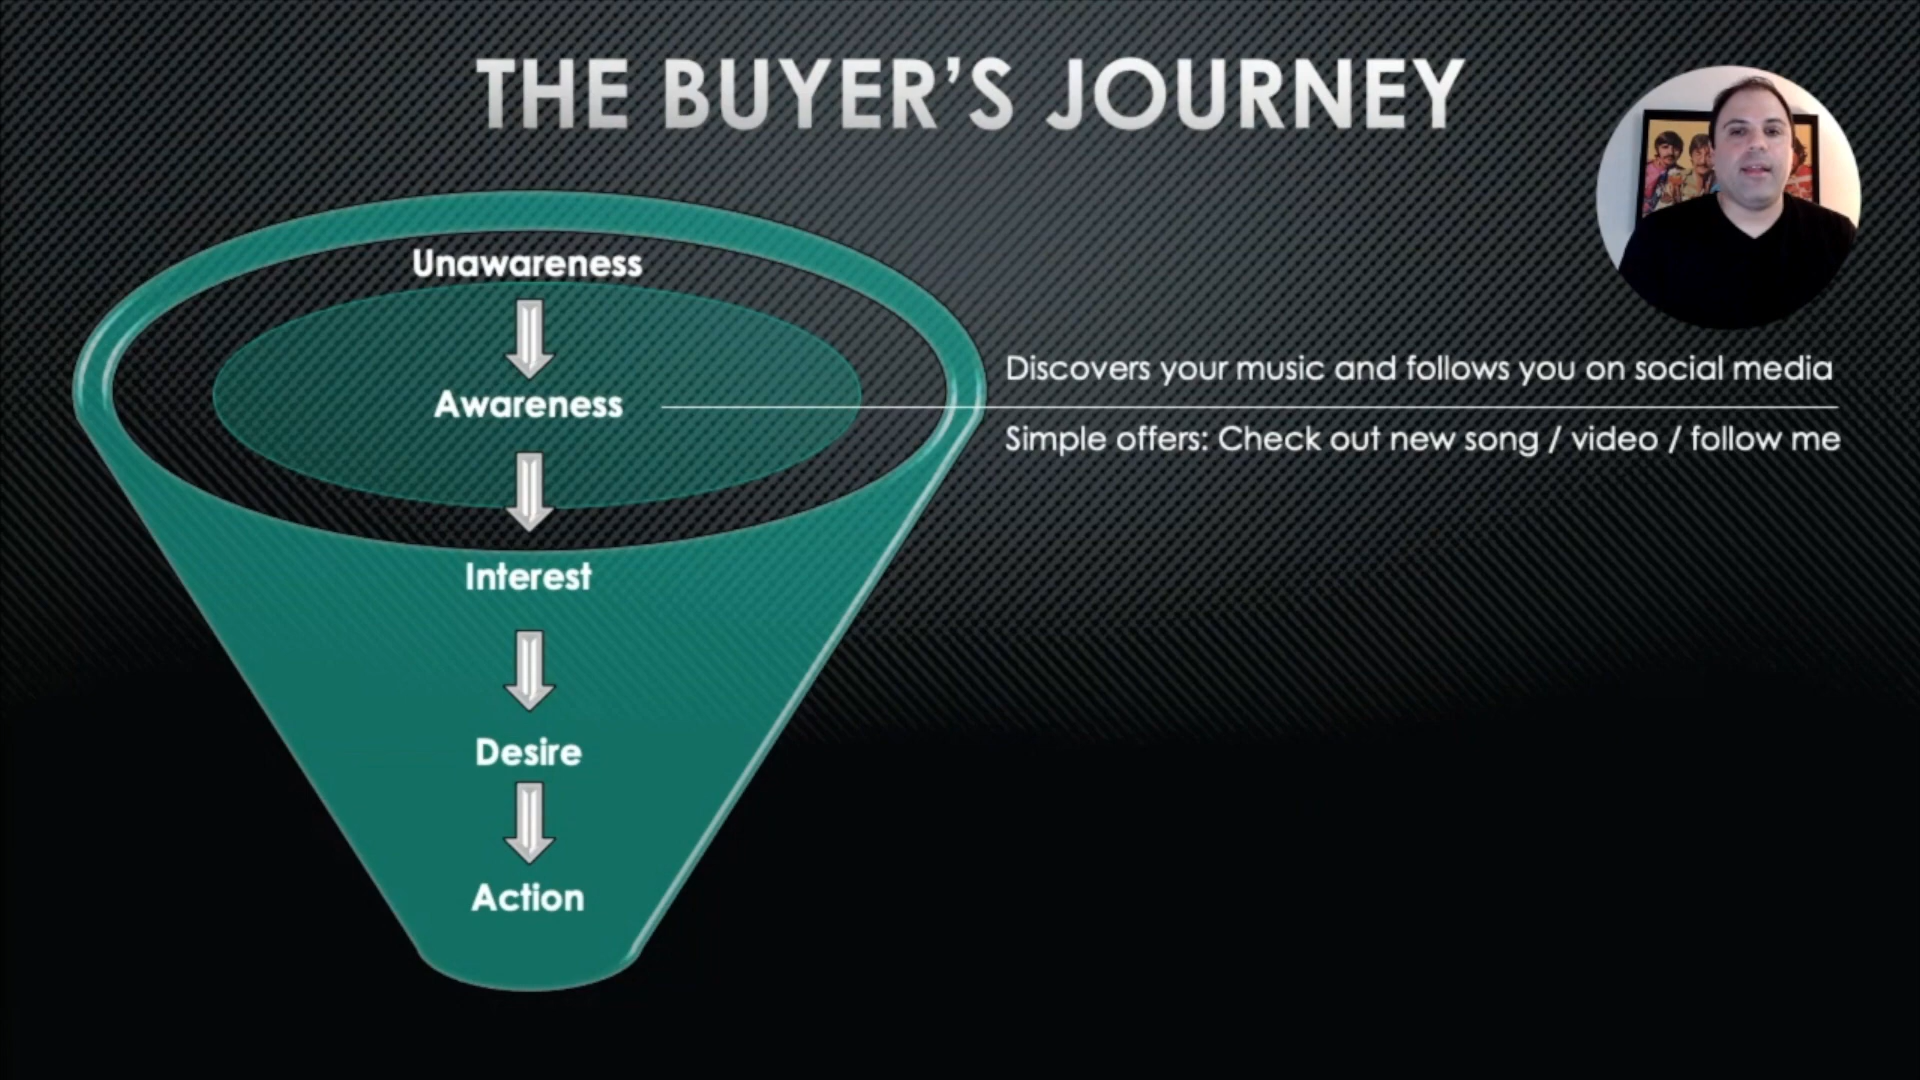 THE BUYER’S JOURNEY
Unawareness
Awareness
Discovers your music and follows you on social media
Simple offers: Check out new song / video / follow me
Interest
Desire
Action